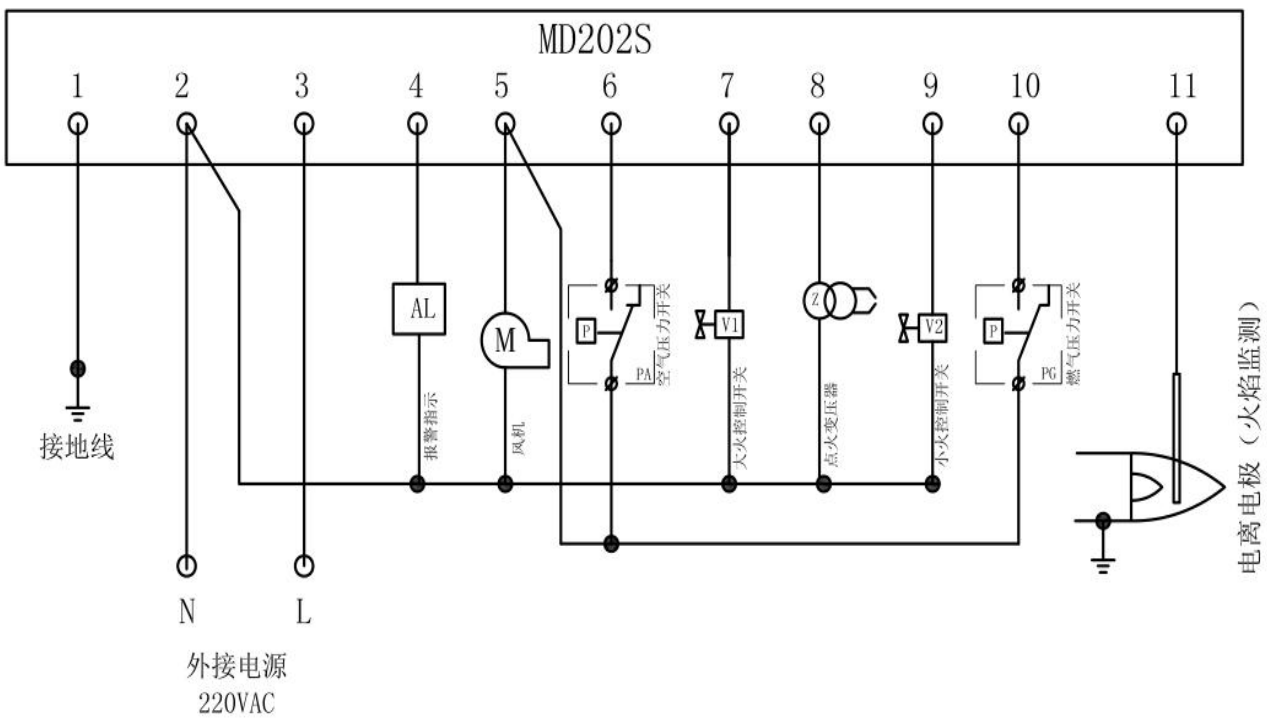 MD202S
1 2 3 4 5 6 7 8 9 10 11
AL
M
P
PA
空气压力开关
V1
Z
V2
P
PG
燃气压力开关
报警指示
风机
大火控制开关
点火变压器
小火控制开关
电离电极（火焰监测）
接地线
N L
外接电源
220VAC